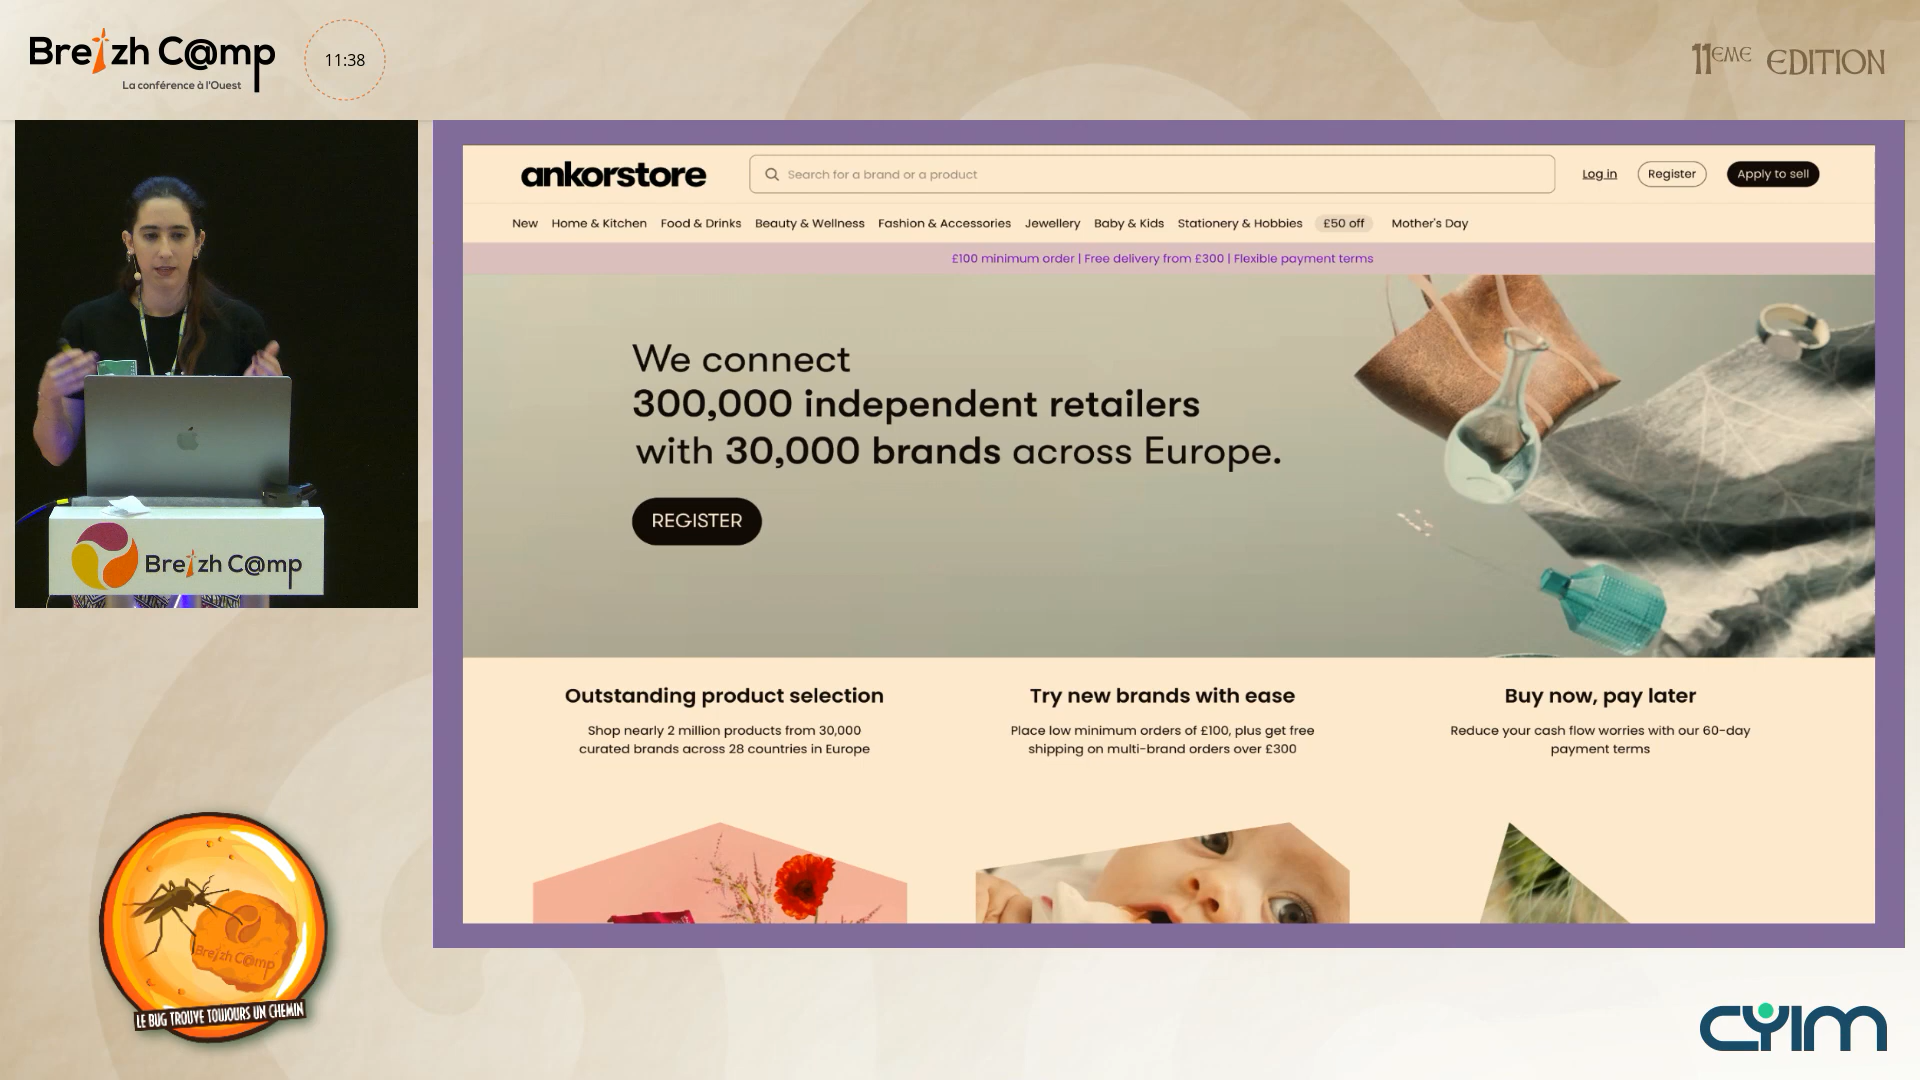 Breizh C@mp
La conférence à l'Ouest
11:38
11EME EDITION
ankorstore
Search for a brand or a product
Log in
Register
Apply to sell
New Home & Kitchen Food & Drinks Beauty & Wellness Fashion & Accessories Jewellery Baby & Kids Stationery & Hobbies £50 off Mother's Day
£100 minimum order | Free delivery from £300 | Flexible payment terms
We connect
300,000 independent retailers
with 30,000 brands across Europe.
REGISTER
Breizh C@mp
Outstanding product selection
Shop nearly 2 million products from 30,000
curated brands across 28 countries in Europe
Try new brands with ease
Place low minimum orders of £100, plus get free
shipping on multi-brand orders over £300
Buy now, pay later
Reduce your cash flow worries with our 60-day
payment terms
Breizh C@mp
LE BUG TROUVE TOUJOURS UN CHEMIN
CYIM